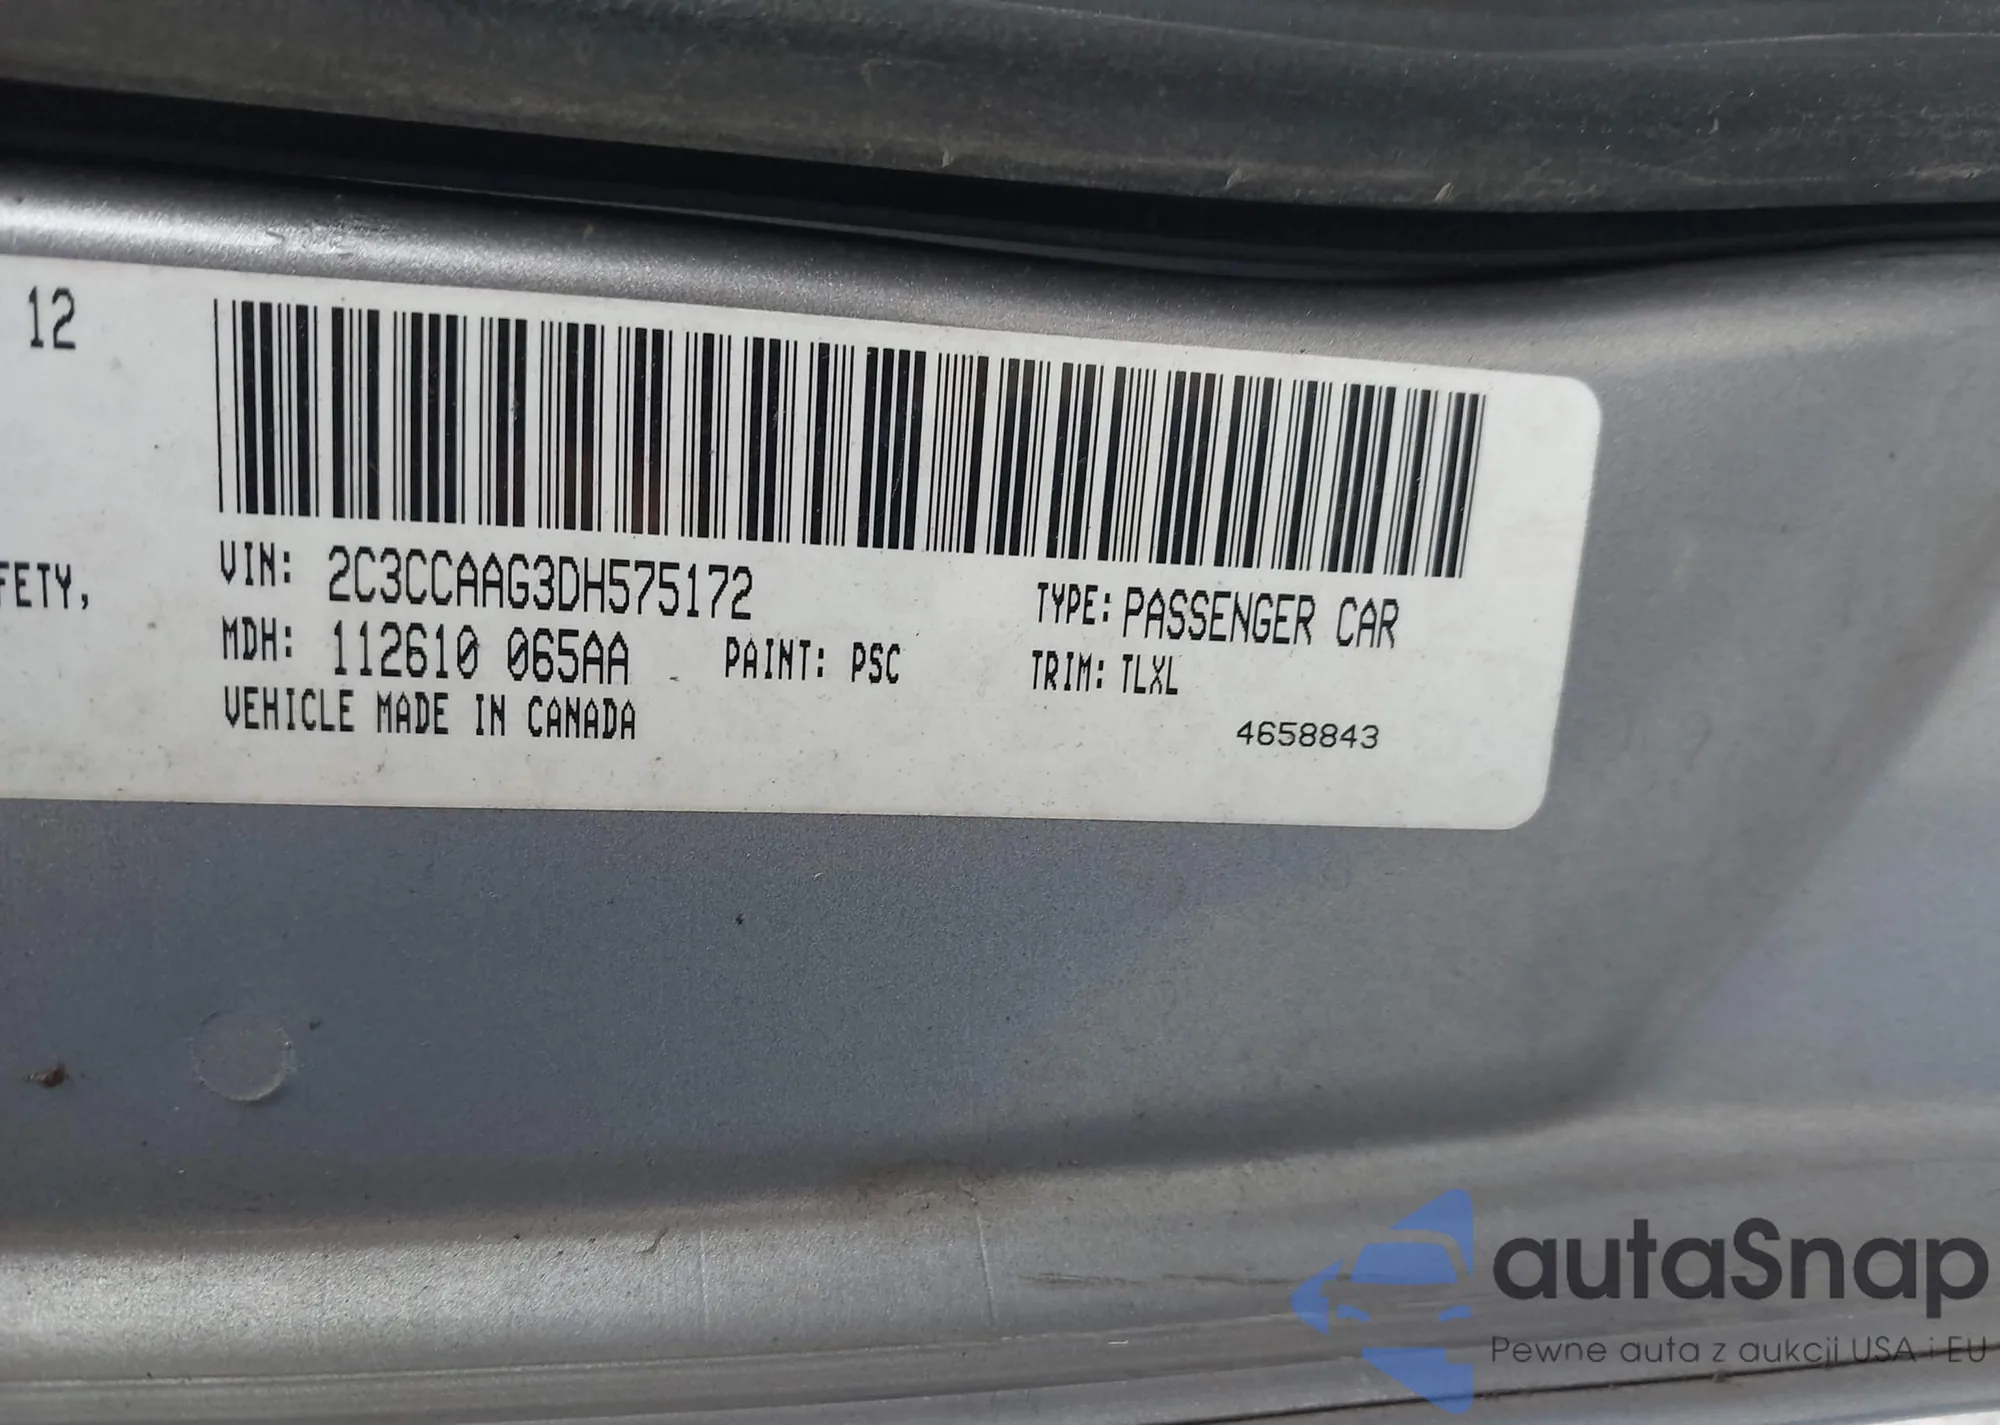 12
FETY,
VIN: 2C3CCAAG3DH575172
TYPE: PASSENGER CAR
MDH: 112610 065AA
PAINT: PSC
TRIM: TLXL
VEHICLE MADE IN CANADA
4658843
autaSnap
Pewne auta z aukcji USA i EU